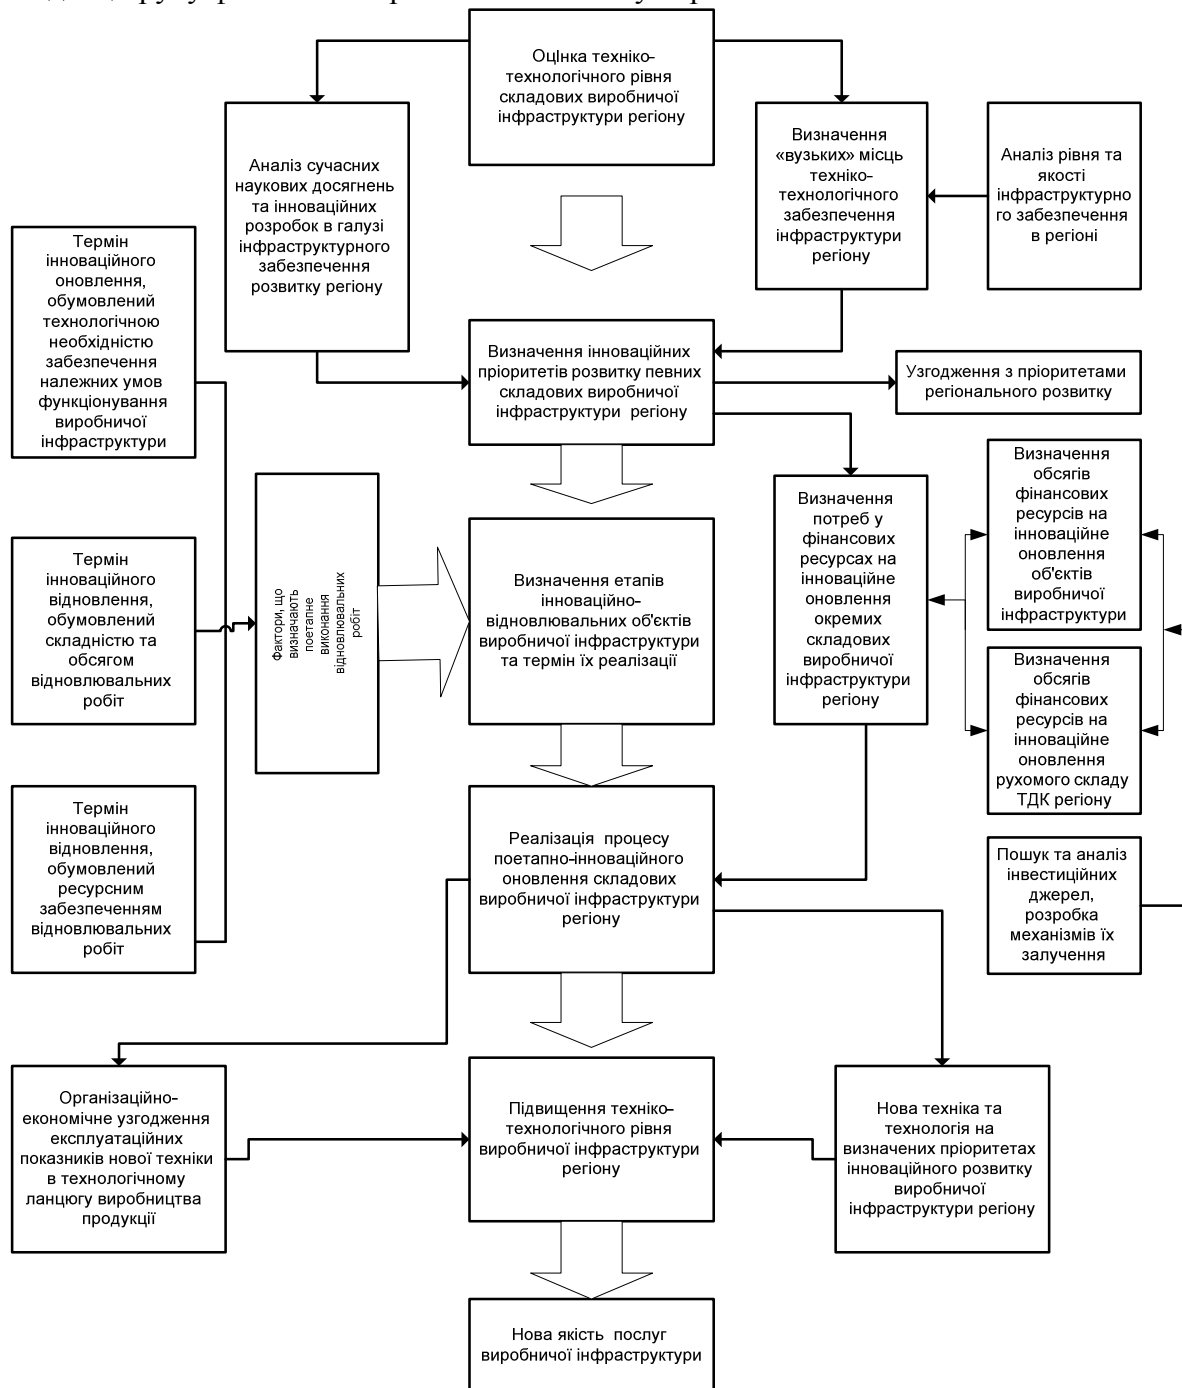 Оцінка техніко-
технологічного рівня
складових виробничої
інфраструктури регіону
Аналіз сучасних
наукових досягнень
та інноваційних
розробок в галузі
інфраструктурного
забезпечення
розвитку регіону
Визначення
«вузьких» місць
техніко-
технологічного
забезпечення
інфраструктури
регіону
Аналіз рівня та
якості
інфраструктурно
го забезпечення
в регіоні
Термін
інноваційного
оновлення,
обумовлений
технологічною
необхідністю
забезпечення
належних умов
функціонування
виробничої
інфраструктури
Визначення інноваційних
пріоритетів розвитку певних
складових виробничої
інфраструктури регіону
Узгодження з пріоритетами
регіонального розвитку
Термін
інноваційного
відновлення,
обумовлений
складністю та
обсягом
відновлювальних
робіт
Фактори, що
визначають
поетапне
виконання
відновлювальних
робіт
Визначення етапів
інноваційно-
відновлювальних об'єктів
виробничої інфраструктури
та термін їх реалізації
Визначення
потреб у
фінансових
ресурсах на
інноваційне
оновлення
окремих
складових
виробничої
інфраструктури
регіону
Визначення
обсягів
фінансових
ресурсів на
інноваційне
оновлення
об'єктів
виробничої
інфраструктури
Визначення
обсягів
фінансових
ресурсів на
інноваційне
оновлення
рухомого складу
ТДК регіону
Термін
інноваційного
відновлення,
обумовлений
ресурсним
забезпеченням
відновлювальних
робіт
Реалізація процесу
поетапно-інноваційного
оновлення складових
виробничої інфраструктури
регіону
Пошук та аналіз
інвестиційних
джерел,
розробка
механізмів їх
залучення
Організаційно-
економічне узгодження
експлуатаційних
показників нової техніки
в технологічному
ланцюгу виробництва
продукції
Підвищення техніко-
технологічного рівня
виробничої інфраструктури
регіону
Нова техніка та
технологія на
визначених пріоритетах
інноваційного розвитку
виробничої
інфраструктури регіону
Нова якість послуг
виробничої інфраструктури